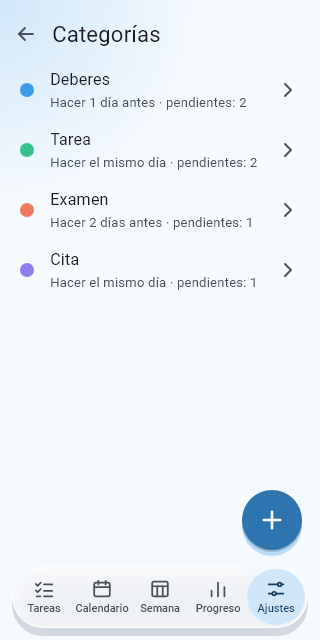 Categorías
Deberes
Hacer 1 día antes · pendientes: 2
Tarea
Hacer el mismo día · pendientes: 2
Examen
Hacer 2 días antes · pendientes: 1
Cita
Hacer el mismo día · pendientes: 1
Tareas
Calendario
Semana
Progreso
Ajustes